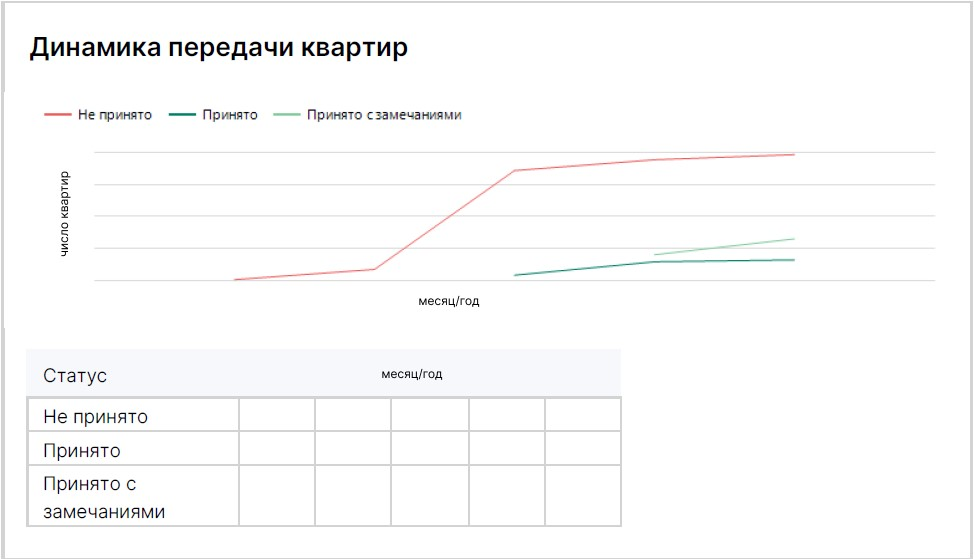 Динамика передачи квартир
Не принято Принято Принято с замечаниями
число квартир
месяц/год
Статус месяц/год
Не принято
Принято
Принято с
замечаниями